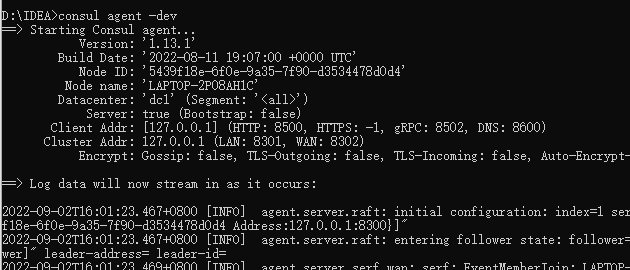 D:\IDEA>consul agent -dev
==> Starting Consul agent...
Version: '1.13.1'
Build Date: '2022-08-11 19:07:00 +0000 UTC'
Node ID: '5439f18e-6f0e-9a35-7f90-d3534478d0d4'
Node name: 'LAPTOP-2P08AH1C'
Datacenter: 'dc1' (Segment: '<all>')
Server: true (Bootstrap: false)
Client Addr: [127.0.0.1] (HTTP: 8500, HTTPS: -1, gRPC: 8502, DNS: 8600)
Cluster Addr: 127.0.0.1 (LAN: 8301, WAN: 8302)
Encrypt: Gossip: false, TLS-Outgoing: false, TLS-Incoming: false, Auto-Encrypt-
==> Log data will now stream in as it occurs:
2022-09-02T16:01:23.467+0800 [INFO]  agent.server.raft: initial configuration: index=1 ser
f18e-6f0e-9a35-7f90-d3534478d0d4 Address:127.0.0.1:8300}]"
2022-09-02T16:01:23.467+0800 [INFO]  agent.server.raft: entering follower state: follower=
wer]" leader-address= leader-id=
2022-09-02T16:01:23.469+0800 [INFO]  agent.server.serf.wan: serf: EventMemberJoin: LAPTOP-